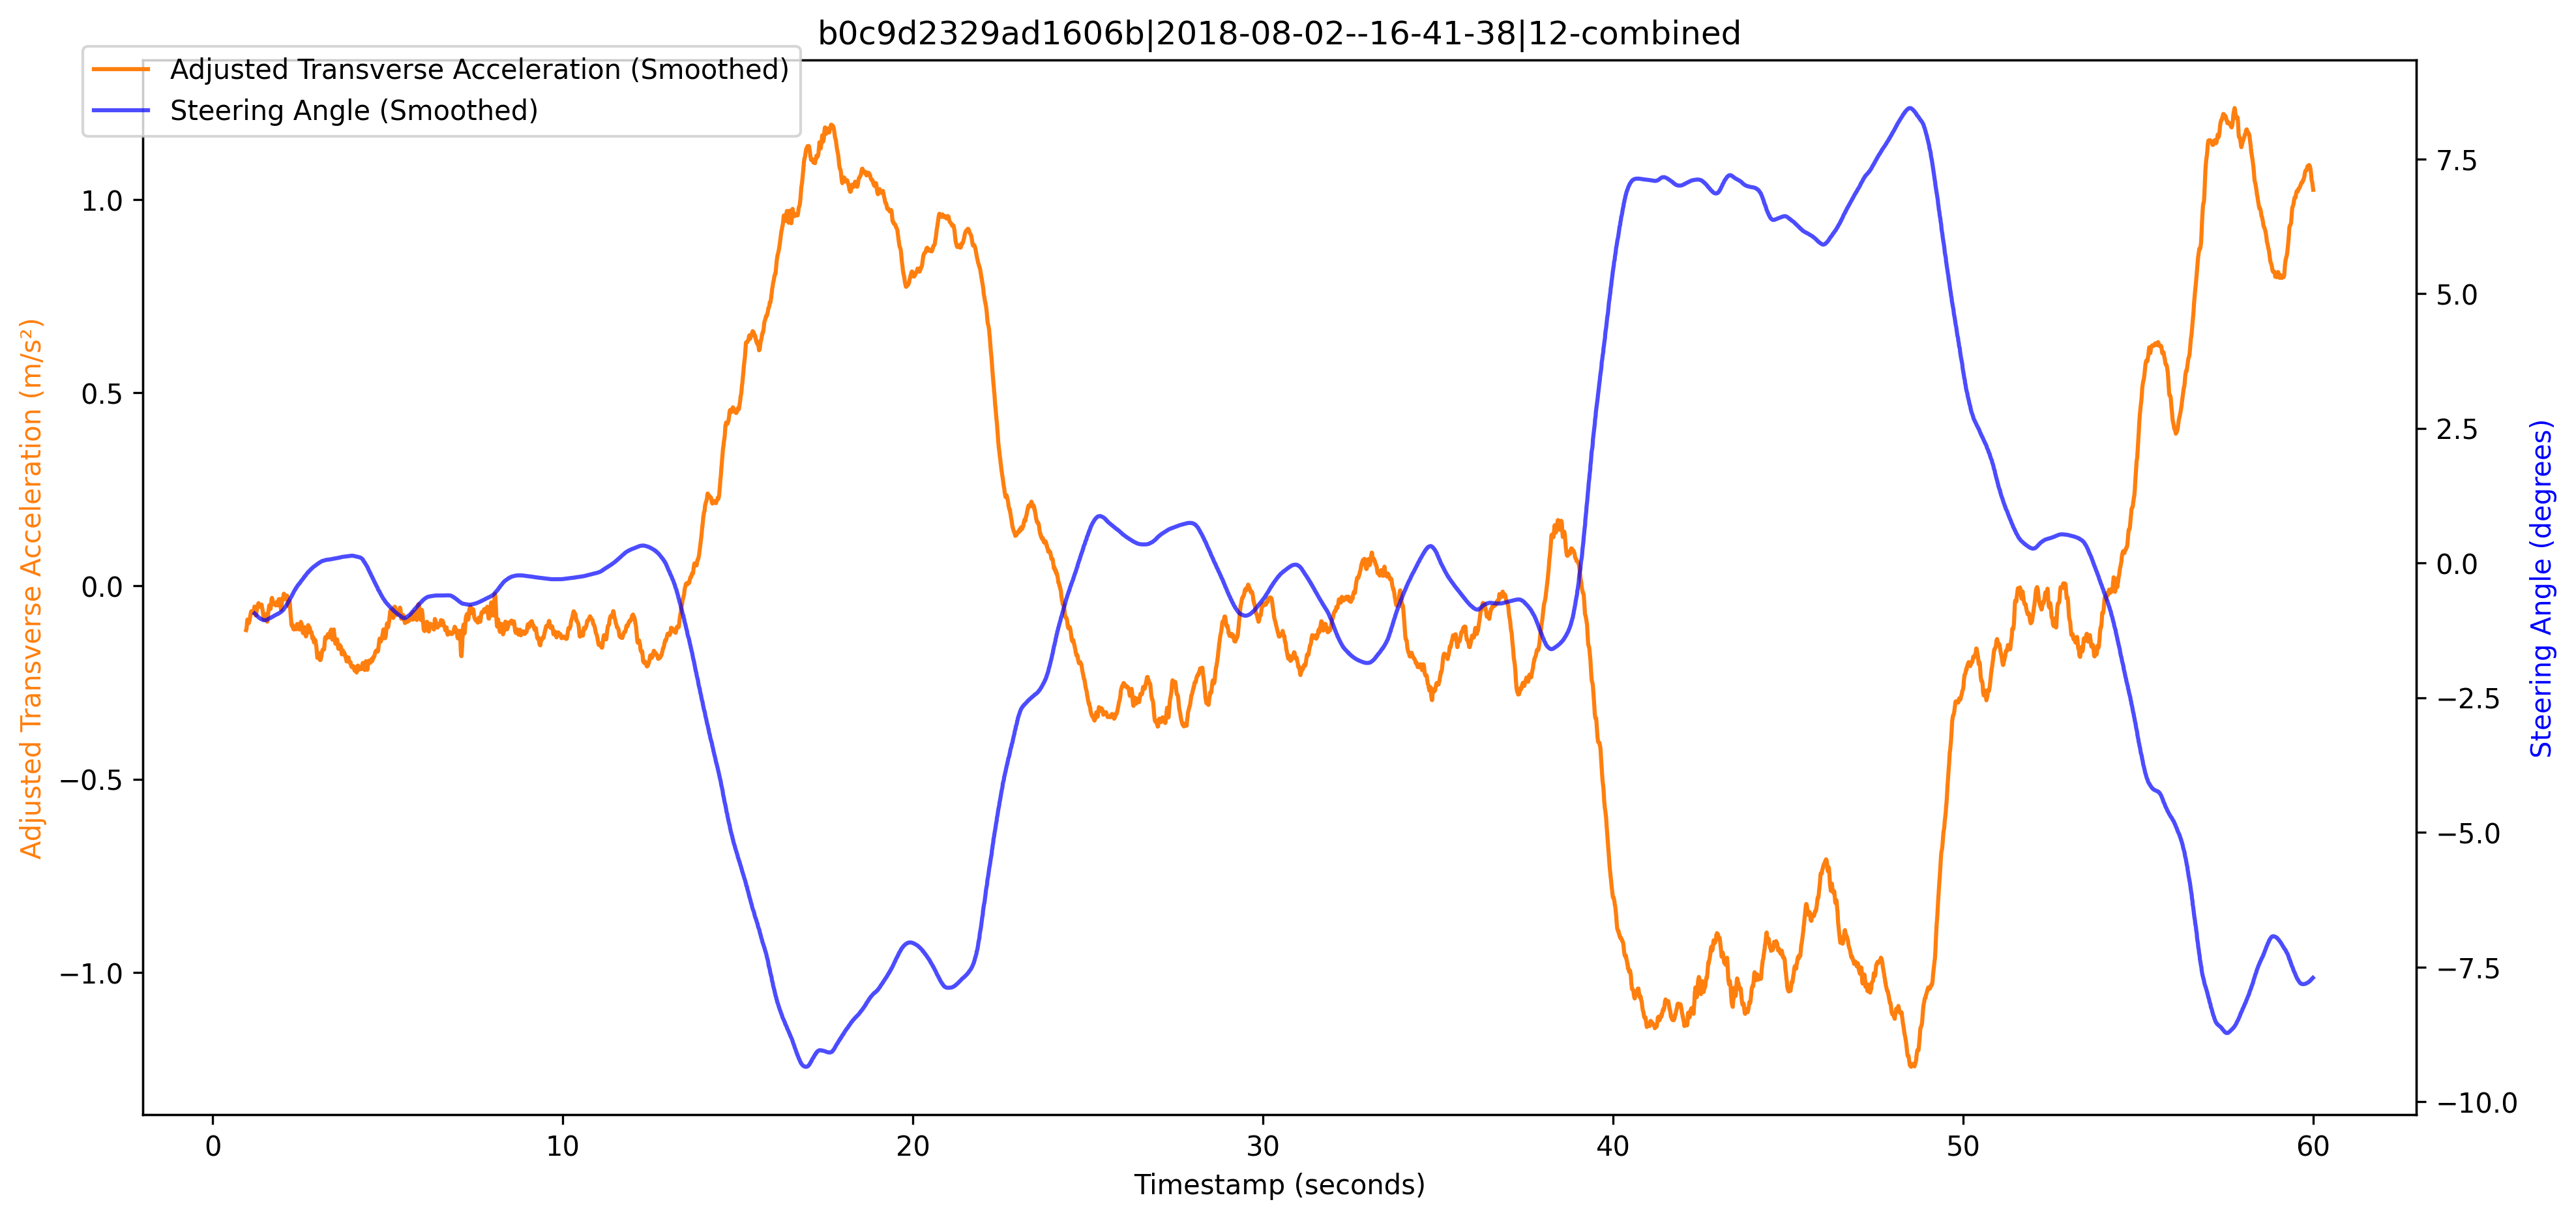 b0c9d2329ad1606b|2018-08-02--16-41-38|12-combined
Adjusted Transverse Acceleration (Smoothed)
Steering Angle (Smoothed)
Adjusted Transverse Acceleration (m/s²)
1.0
0.5
0.0
−0.5
−1.0
7.5
5.0
2.5
0.0
−2.5
−5.0
−7.5
−10.0
Steering Angle (degrees)
0 10 20 30 40 50 60
Timestamp (seconds)